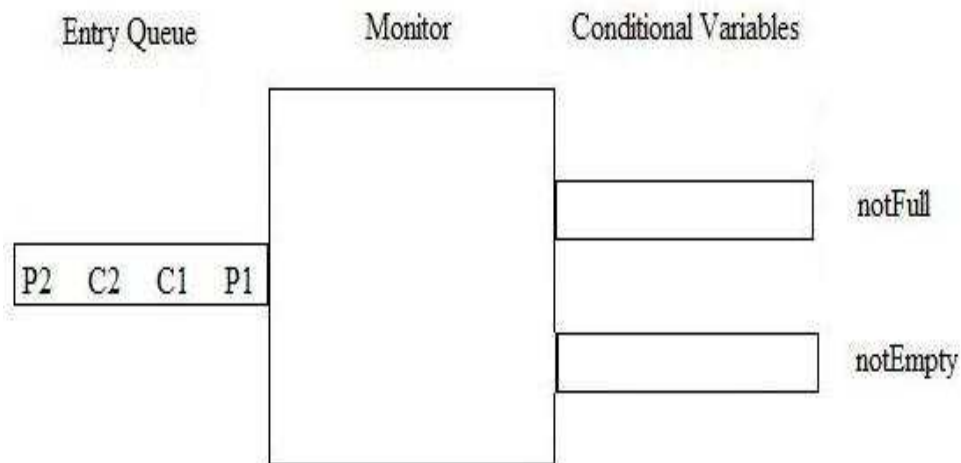 Entry Queue Monitor Conditional Variables
notFull
P2 C2 C1 P1
notEmpty